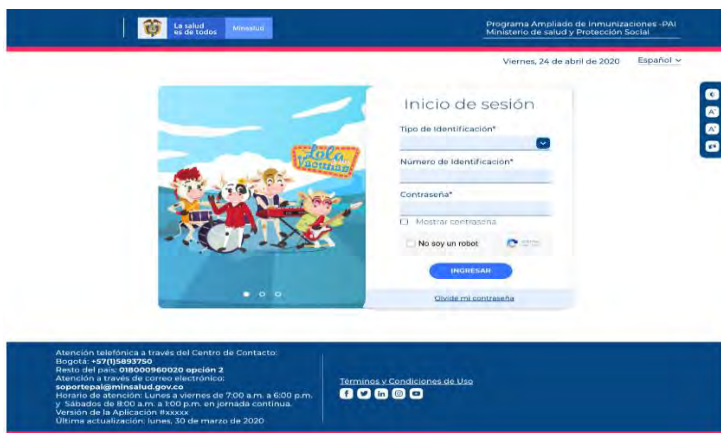 La salud
es de todos
Minsalud
Programa Ampliado de Inmunizaciones -PAI
Ministerio de salud y Protección Social
Viernes, 24 de abril de 2020
Español
Inicio de sesión
Tipo de Identificación*
Número de Identificación*
Contraseña*
Mostrar contraseña
No soy un robot
INGRESAR
Olvide mi contraseña
Lola
Vacunas
Atención telefónica a través del Centro de Contacto:
Bogotá: +57(1)5893750
Resto del país: 018000960020 opción 2
Atención a través de correo electrónico:
soportepai@minsalud.gov.co
Horario de atención: Lunes a viernes de 7:00 a.m. a 6:00 p.m.
y Sábados de 8:00 a.m. a 1:00 p.m. en jornada continua.
Versión de la Aplicación #xxxxx
Última actualización: lunes, 30 de marzo de 2020
Términos y Condiciones de Uso